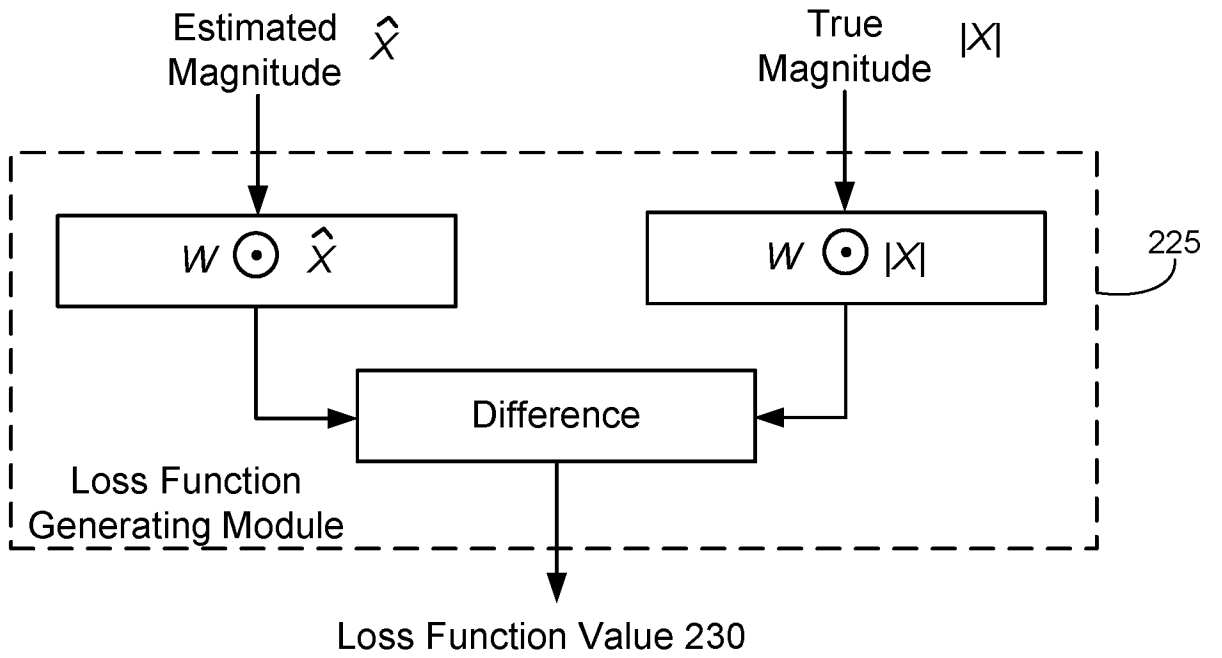 Estimated
Magnitude X̂
True
Magnitude |X|
W ⊙ X̂
W ⊙ |X|
225
Difference
Loss Function
Generating Module
Loss Function Value 230